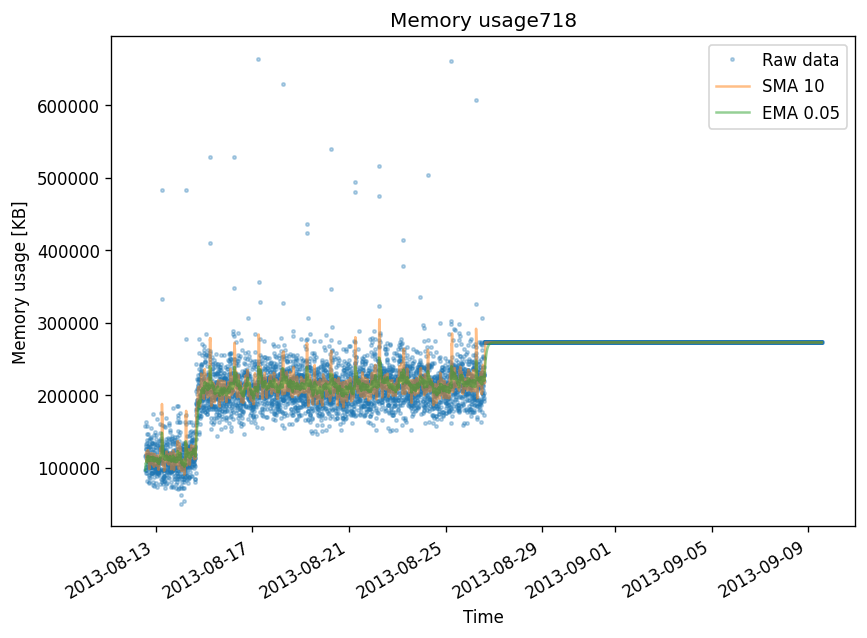 Memory usage718
Raw data
SMA 10
EMA 0.05
Memory usage [KB]
600000
500000
400000
300000
200000
100000
2013-08-13
2013-08-17
2013-08-21
2013-08-25
2013-08-29
2013-09-01
2013-09-05
2013-09-09
Time